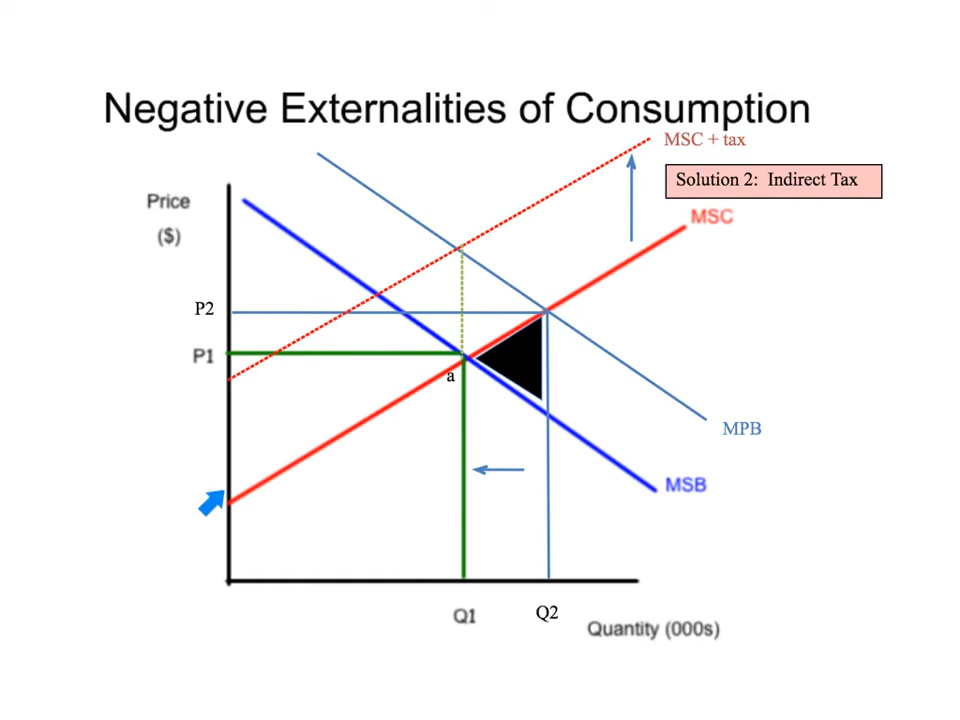 Negative Externalities of Consumption
MSC + tax
Solution 2: Indirect Tax
Price
($)
MSC
P2
P1
a
MPB
MSB
Q1
Q2
Quantity (000s)